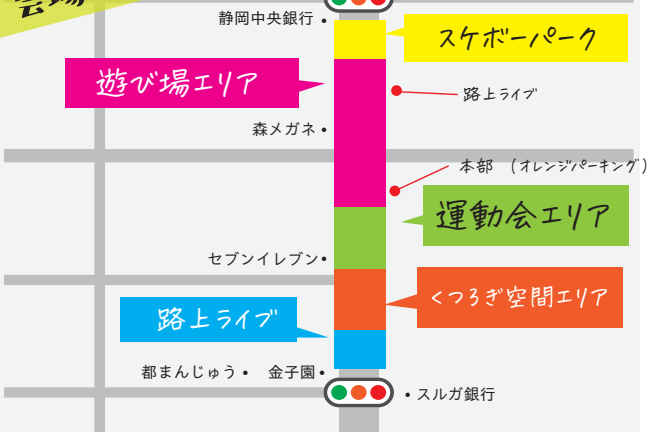 会場
静岡中央銀行
スケボーパーク
遊び場エリア
路上ライブ
森メガネ
本部 （オレンジパーキング）
運動会エリア
セブンイレブン
くつろぎ空間エリア
路上ライブ
都まんじゅう
金子園
スルガ銀行